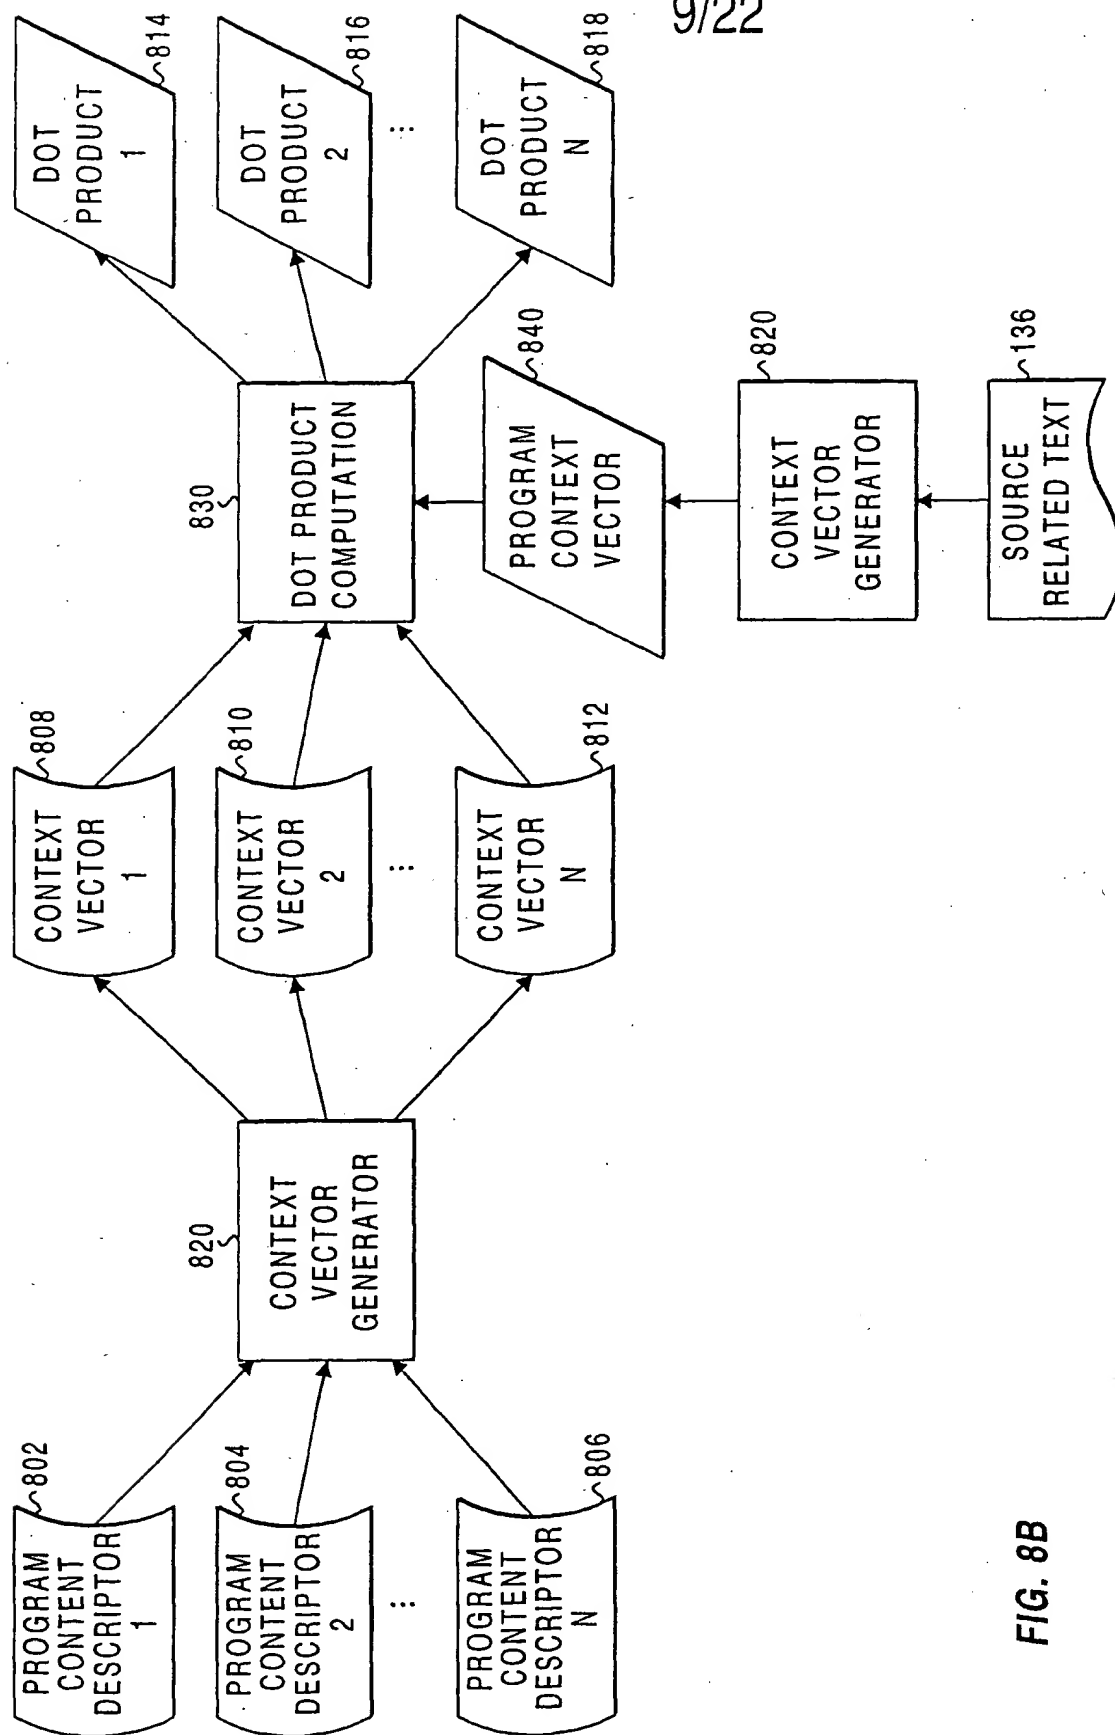 9/22
PROGRAM
CONTENT
DESCRIPTOR
1
802
PROGRAM
CONTENT
DESCRIPTOR
2
804
...
PROGRAM
CONTENT
DESCRIPTOR
N
806
820
CONTEXT
VECTOR
GENERATOR
CONTEXT
VECTOR
1
808
CONTEXT
VECTOR
2
810
...
CONTEXT
VECTOR
N
812
830
DOT PRODUCT
COMPUTATION
DOT
PRODUCT
1
814
DOT
PRODUCT
2
816
...
DOT
PRODUCT
N
818
PROGRAM
CONTEXT
VECTOR
840
CONTEXT
VECTOR
GENERATOR
820
SOURCE
RELATED TEXT
136
FIG. 8B